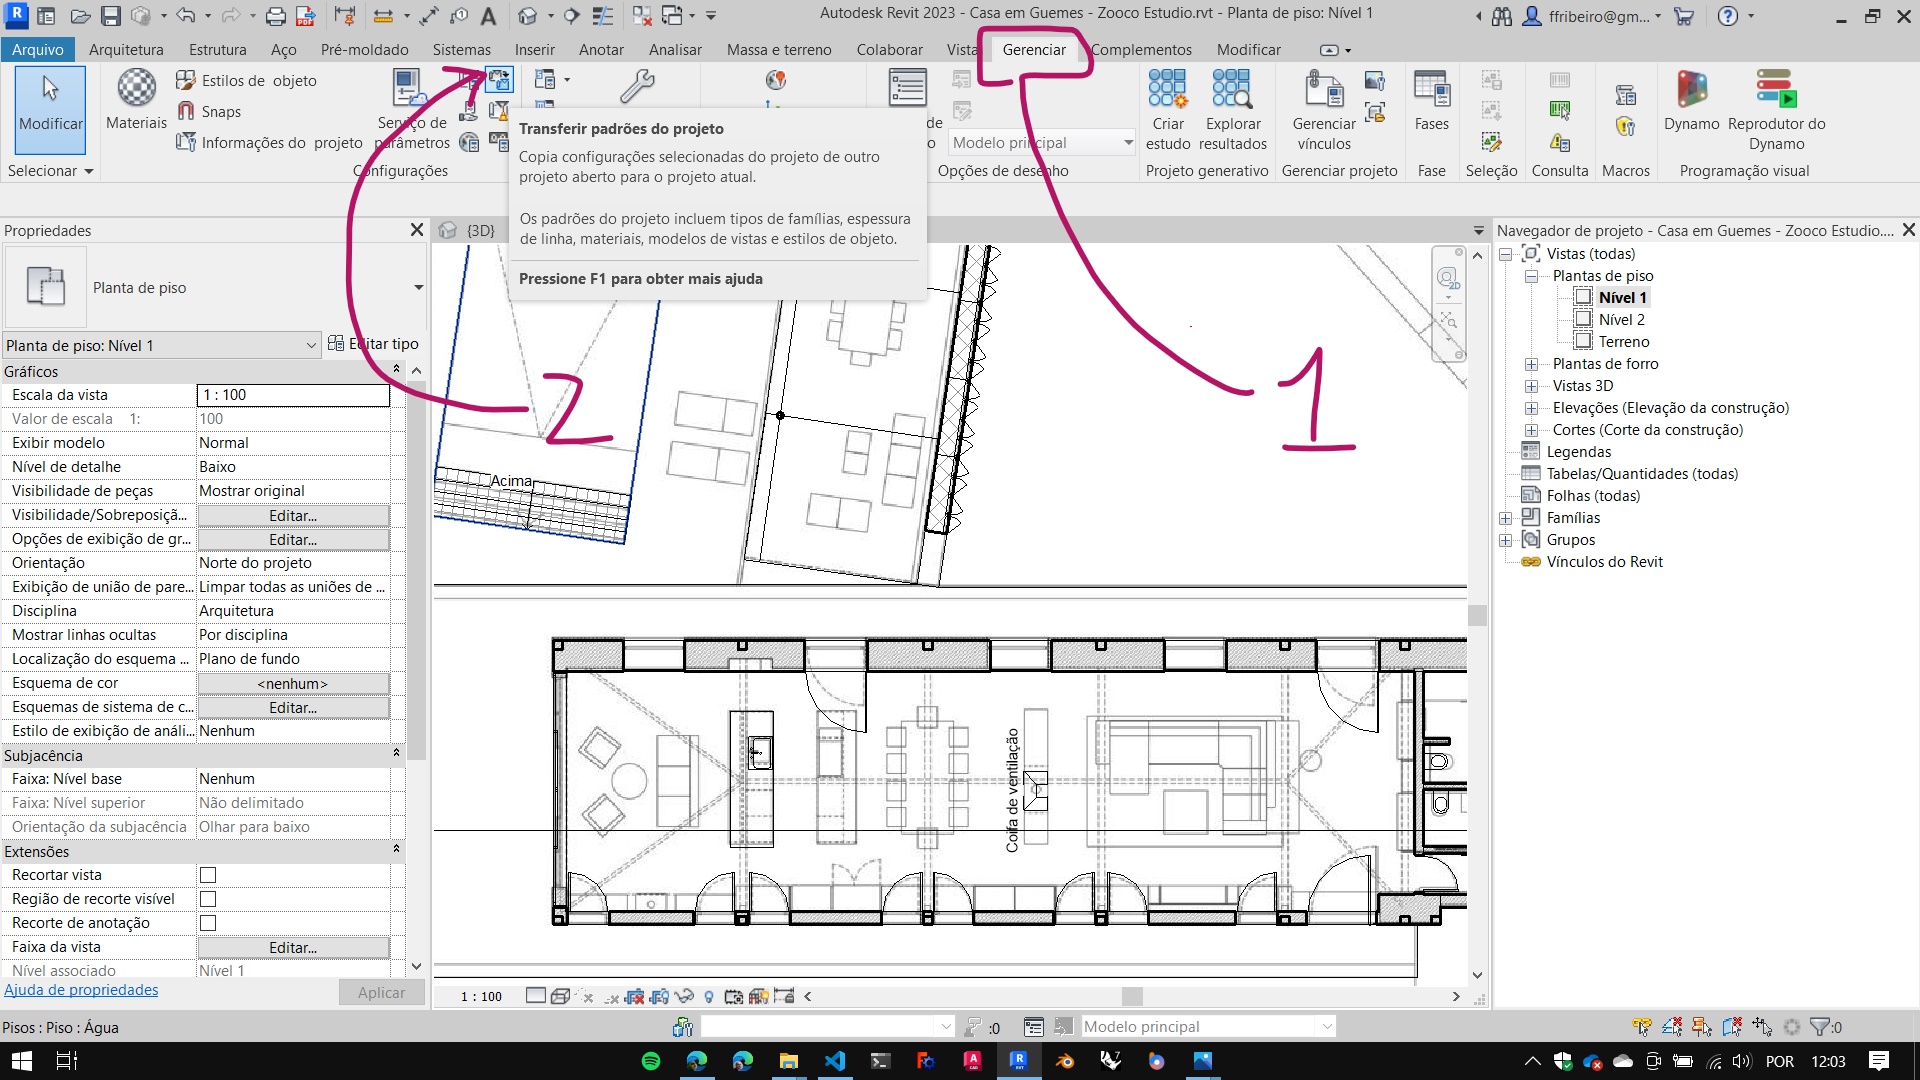 Autodesk Revit 2023 - Casa em Guemes - Zooco Estudio.rvt - Planta de piso: Nível 1
ffribeiro@gm...
Arquivo Arquitetura Estrutura Aço Pré-moldado Sistemas Inserir Anotar Analisar Massa e terreno Colaborar Vista Gerenciar Complementos Modificar
Modificar
Materiais
Estilos de objeto
Snaps
Informações do projeto
Serviço de
parâmetros
de
Modelo principal
Criar
estudo
Explorar
resultados
Gerenciar
vínculos
Fases
Dynamo
Reprodutor do
Dynamo
Selecionar
Configurações
Opções de desenho
Projeto generativo
Gerenciar projeto
Fase
Seleção
Consulta
Macros
Programação visual
Transferir padrões do projeto
Copia configurações selecionadas do projeto de outro
projeto aberto para o projeto atual.
Os padrões do projeto incluem tipos de famílias, espessura
de linha, materiais, modelos de vistas e estilos de objeto.
Pressione F1 para obter mais ajuda
1
2
Propriedades
Planta de piso
Planta de piso: Nível 1
Editar tipo
Gráficos
Escala da vista 1 : 100
Valor de escala 1: 100
Exibir modelo Normal
Nível de detalhe Baixo
Visibilidade de peças Mostrar original
Visibilidade/Sobreposiçã... Editar...
Opções de exibição de gr... Editar...
Orientação Norte do projeto
Exibição de união de pare... Limpar todas as uniões de ...
Disciplina Arquitetura
Mostrar linhas ocultas Por disciplina
Localização do esquema ... Plano de fundo
Esquema de cor <nenhum>
Esquemas de sistema de c... Editar...
Estilo de exibição de análi... Nenhum
Subjacência
Faixa: Nível base Nenhum
Faixa: Nível superior Não delimitado
Orientação da subjacência Olhar para baixo
Extensões
Recortar vista
Região de recorte visível
Recorte de anotação
Faixa da vista Editar...
Nível associado Nível 1
Ajuda de propriedades
Aplicar
{3D}
2D
Acima
Coifa de ventilação
1 : 100
Navegador de projeto - Casa em Guemes - Zooco Estudio....
Vistas (todas)
Plantas de piso
Nível 1
Nível 2
Terreno
Plantas de forro
Vistas 3D
Elevações (Elevação da construção)
Cortes (Corte da construção)
Legendas
Tabelas/Quantidades (todas)
Folhas (todas)
Famílias
Grupos
Vínculos do Revit
Pisos : Piso : Água
:0
Modelo principal
:0
POR
12:03